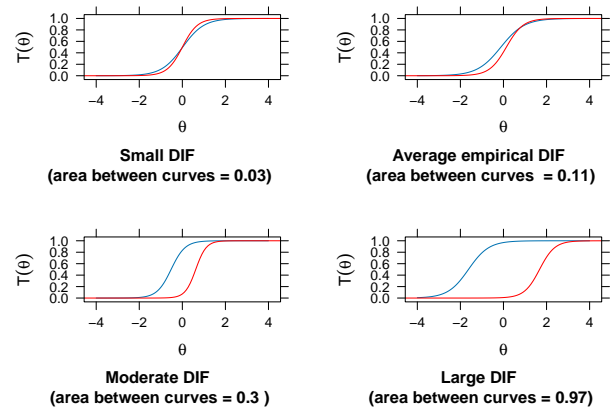 T(θ)
1.0
0.8
0.6
0.4
0.2
0.0
−4 −2 0 2 4
θ
Small DIF
(area between curves = 0.03)
T(θ)
1.0
0.8
0.6
0.4
0.2
0.0
−4 −2 0 2 4
θ
Average empirical DIF
(area between curves  = 0.11)
T(θ)
1.0
0.8
0.6
0.4
0.2
0.0
−4 −2 0 2 4
θ
Moderate DIF
(area between curves = 0.3 )
T(θ)
1.0
0.8
0.6
0.4
0.2
0.0
−4 −2 0 2 4
θ
Large DIF
(area between curves = 0.97)